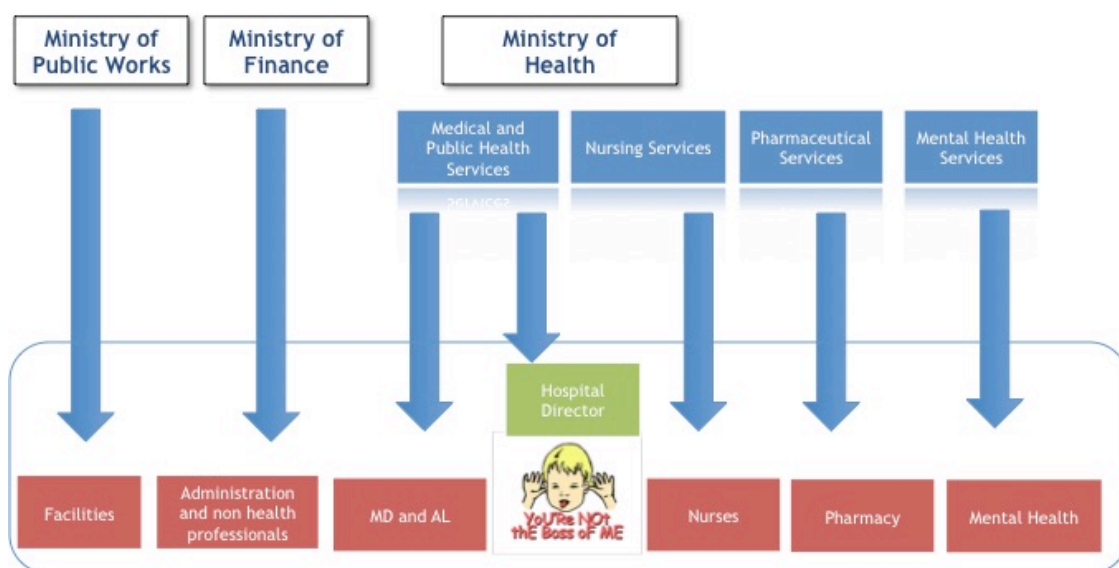 Ministry of
Public Works
Ministry of
Finance
Ministry of
Health
Medical and
Public Health
Services
Nursing Services
Pharmaceutical
Services
Mental Health
Services
Hospital
Director
Facilities
Administration
and non health
professionals
MD and AL
YoU'Re NOt
the Boss oF ME
Nurses
Pharmacy
Mental Health